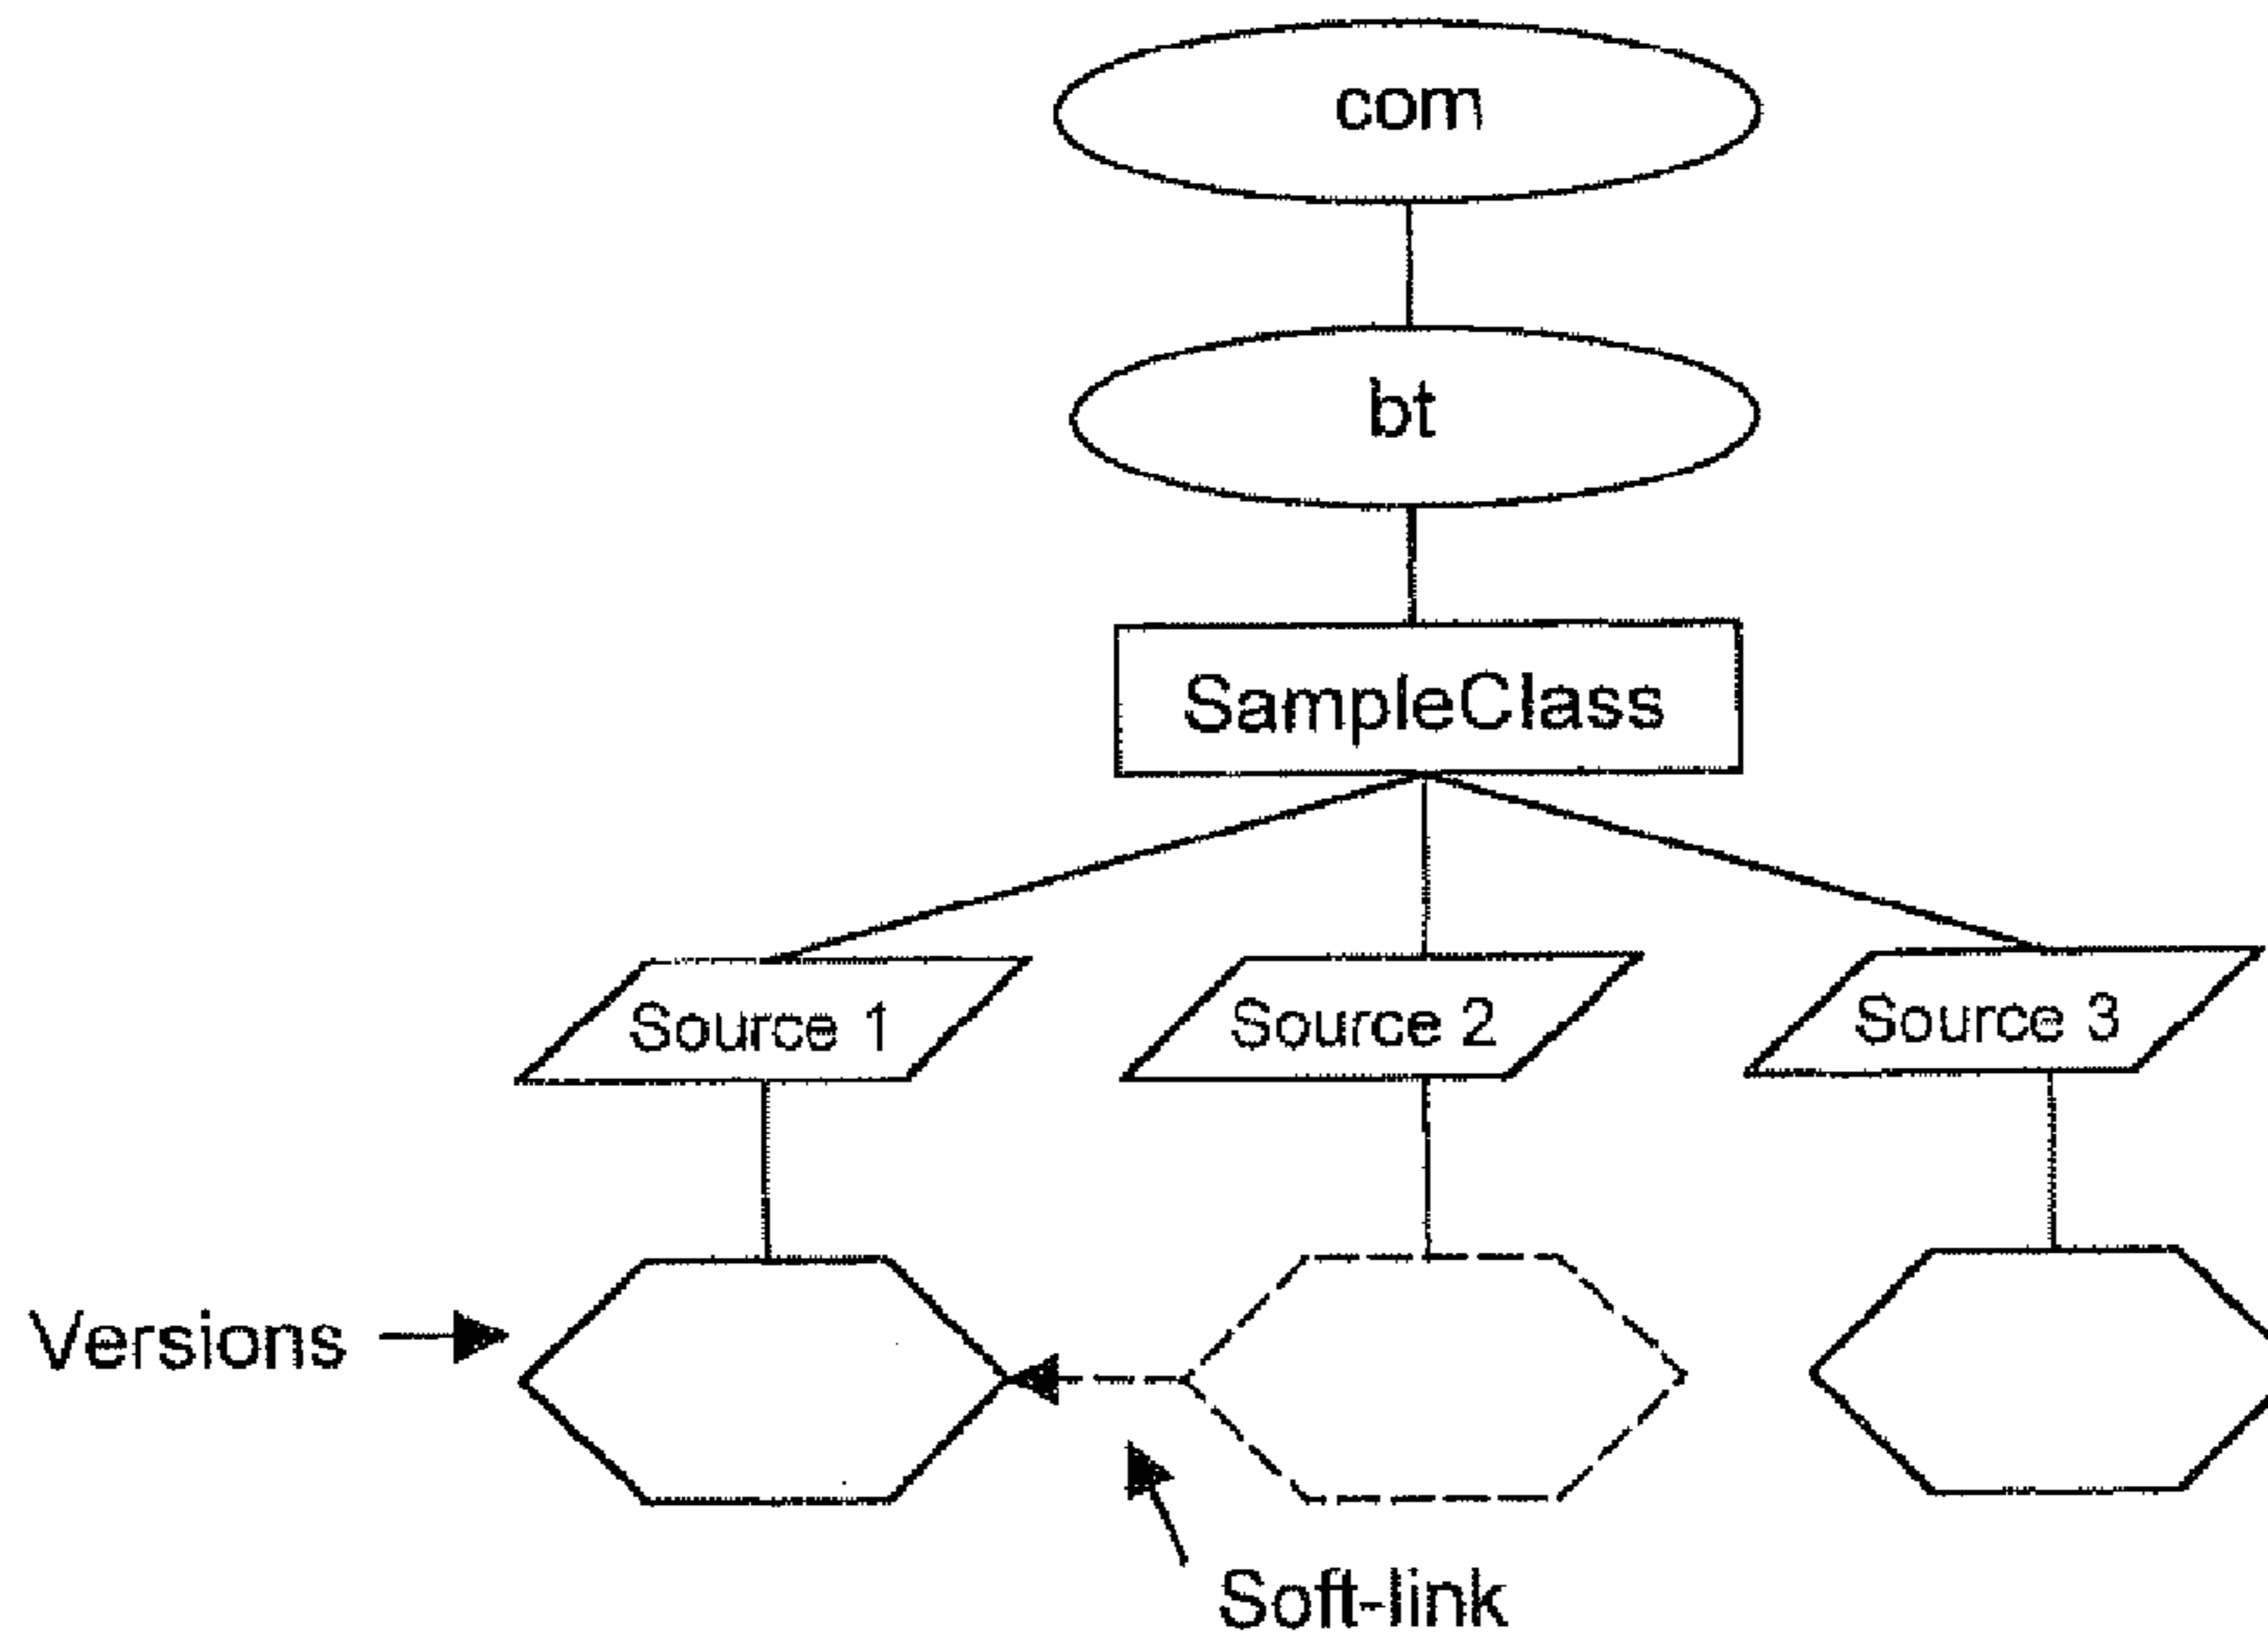 com
bt
SampleClass
Source 1
Source 2
Source 3
Versions
Soft-link